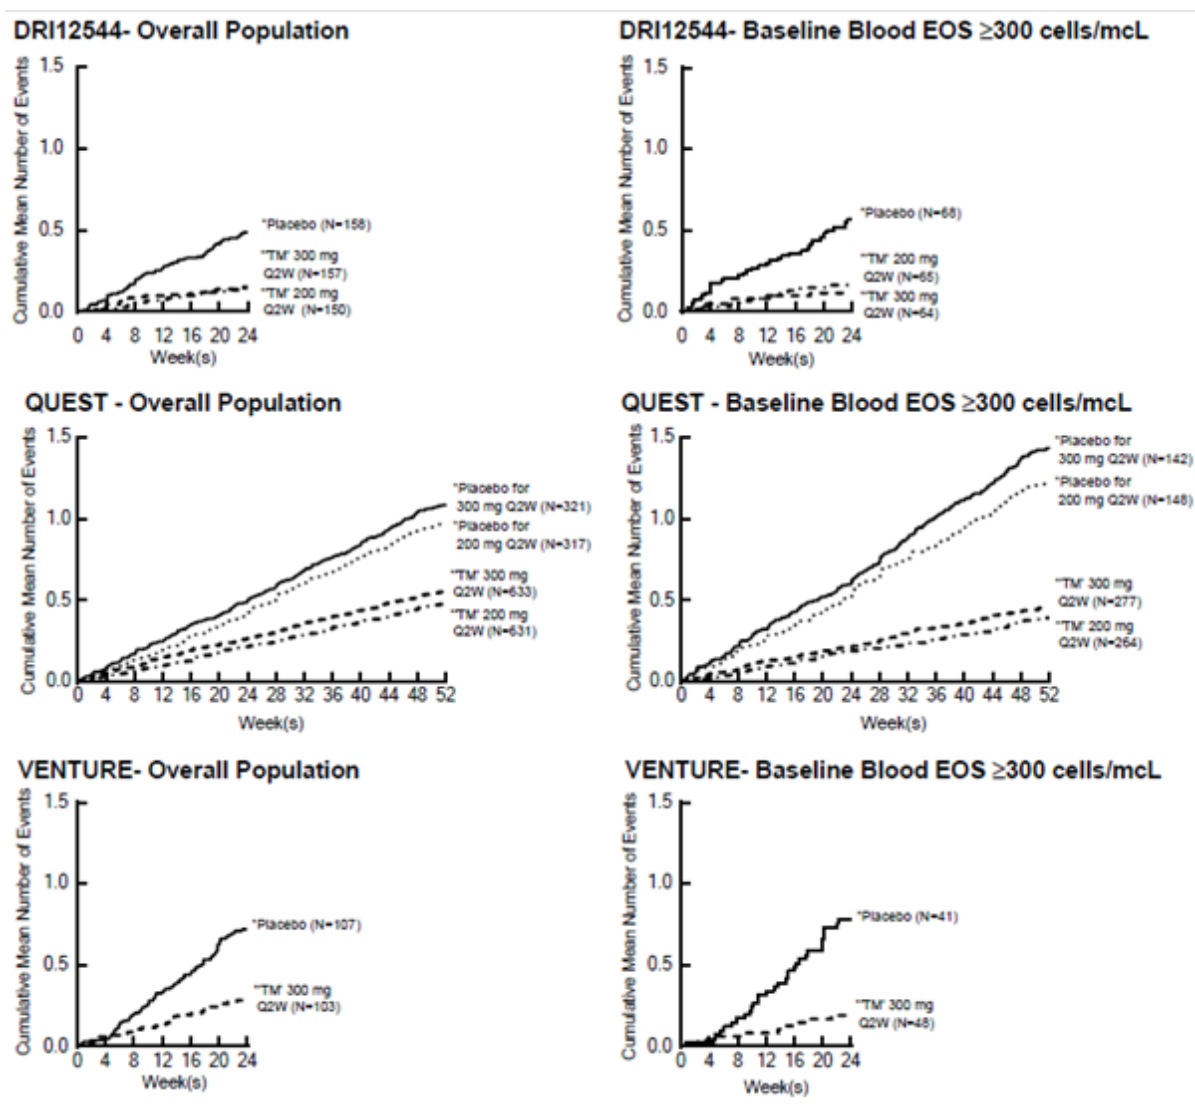 DRI12544- Overall Population
Cumulative Mean Number of Events
1.5
1.0
0.5
0.0
0 4 8 12 16 20 24
Week(s)
"Placebo (N=158)
"'TM' 300 mg
Q2W (N=157)
"'TM' 200 mg
Q2W (N=150)
DRI12544- Baseline Blood EOS ≥300 cells/mcL
Cumulative Mean Number of Events
1.5
1.0
0.5
0.0
0 4 8 12 16 20 24
Week(s)
"Placebo (N=68)
"'TM' 200 mg
Q2W (N=65)
"'TM' 300 mg
Q2W (N=64)
QUEST - Overall Population
Cumulative Mean Number of Events
1.5
1.0
0.5
0.0
0 4 8 12 16 20 24 28 32 36 40 44 48 52
Week(s)
"Placebo for
300 mg Q2W (N=321)
"Placebo for
200 mg Q2W (N=317)
"'TM' 300 mg
Q2W (N=633)
"'TM' 200 mg
Q2W (N=631)
QUEST - Baseline Blood EOS ≥300 cells/mcL
Cumulative Mean Number of Events
1.5
1.0
0.5
0.0
0 4 8 12 16 20 24 28 32 36 40 44 48 52
Week(s)
"Placebo for
300 mg Q2W (N=142)
"Placebo for
200 mg Q2W (N=148)
"'TM' 300 mg
Q2W (N=277)
"'TM' 200 mg
Q2W (N=264)
VENTURE- Overall Population
Cumulative Mean Number of Events
1.5
1.0
0.5
0.0
0 4 8 12 16 20 24
Week(s)
"Placebo (N=107)
"'TM' 300 mg
Q2W (N=103)
VENTURE- Baseline Blood EOS ≥300 cells/mcL
Cumulative Mean Number of Events
1.5
1.0
0.5
0.0
0 4 8 12 16 20 24
Week(s)
"Placebo (N=41)
"'TM' 300 mg
Q2W (N=48)